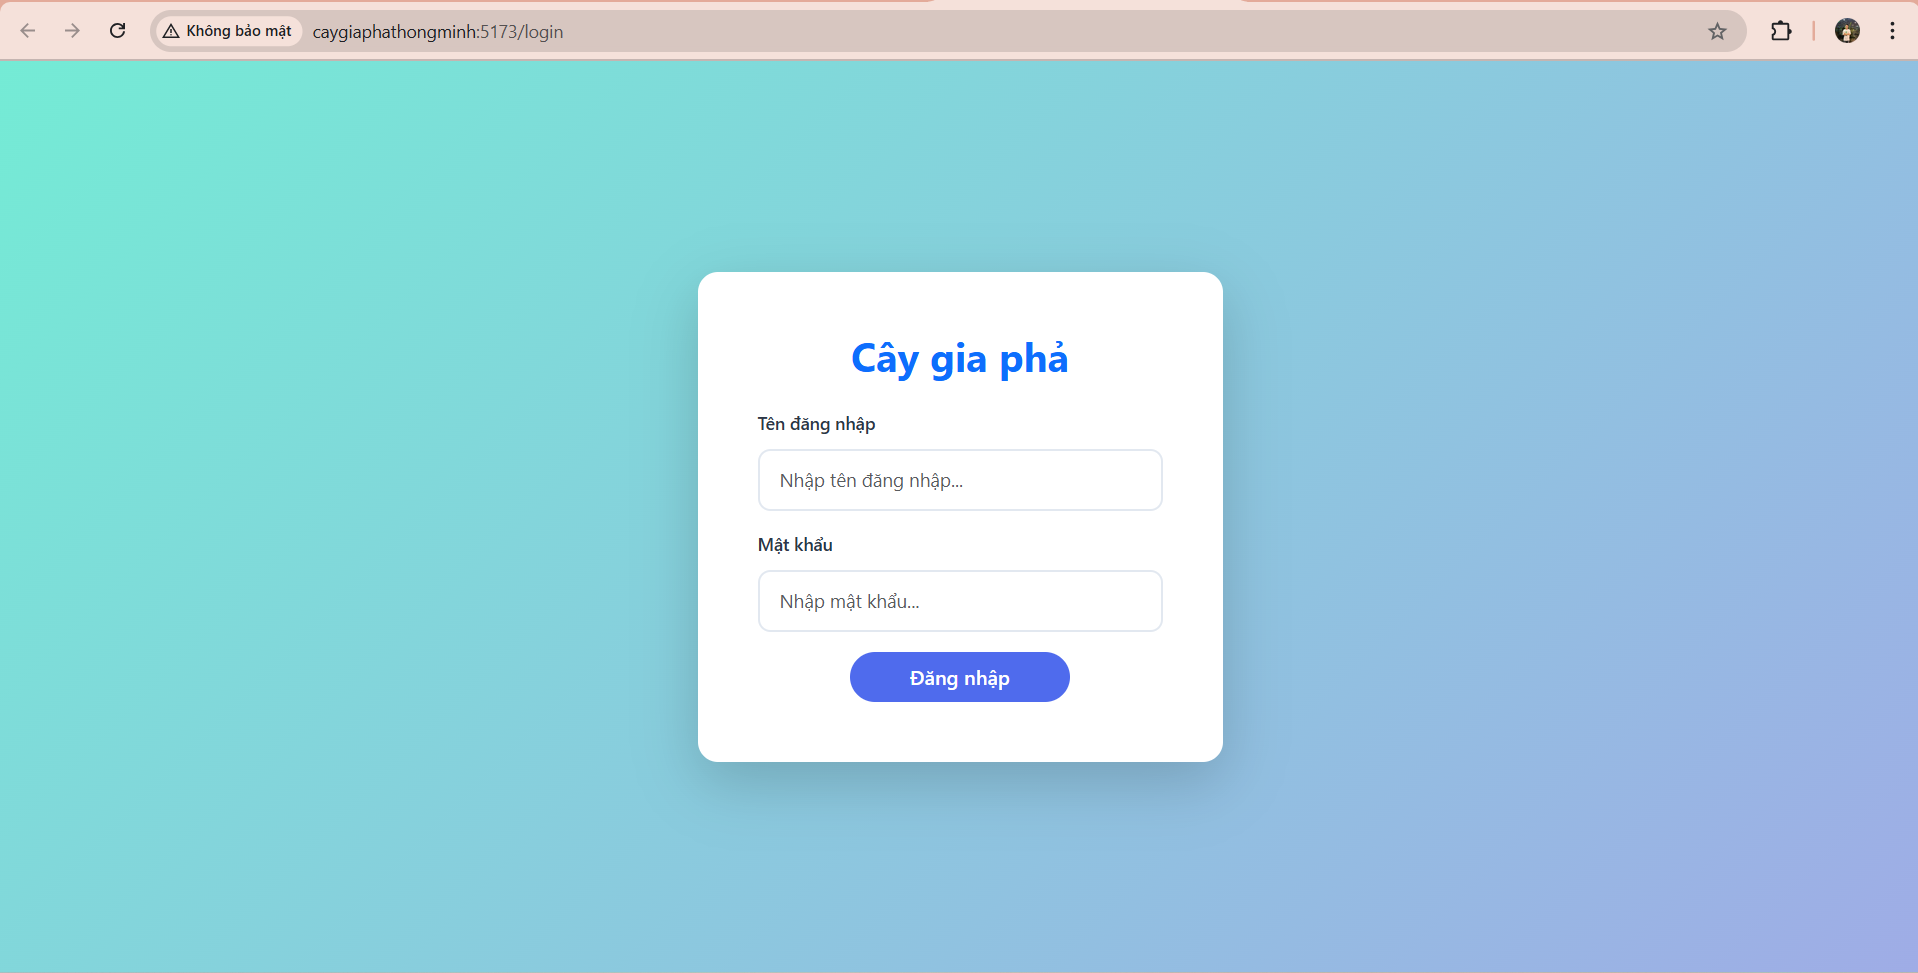 Không bảo mật caygiaphathongminh:5173/login
Cây gia phả
Tên đăng nhập
Nhập tên đăng nhập...
Mật khẩu
Nhập mật khẩu...
Đăng nhập